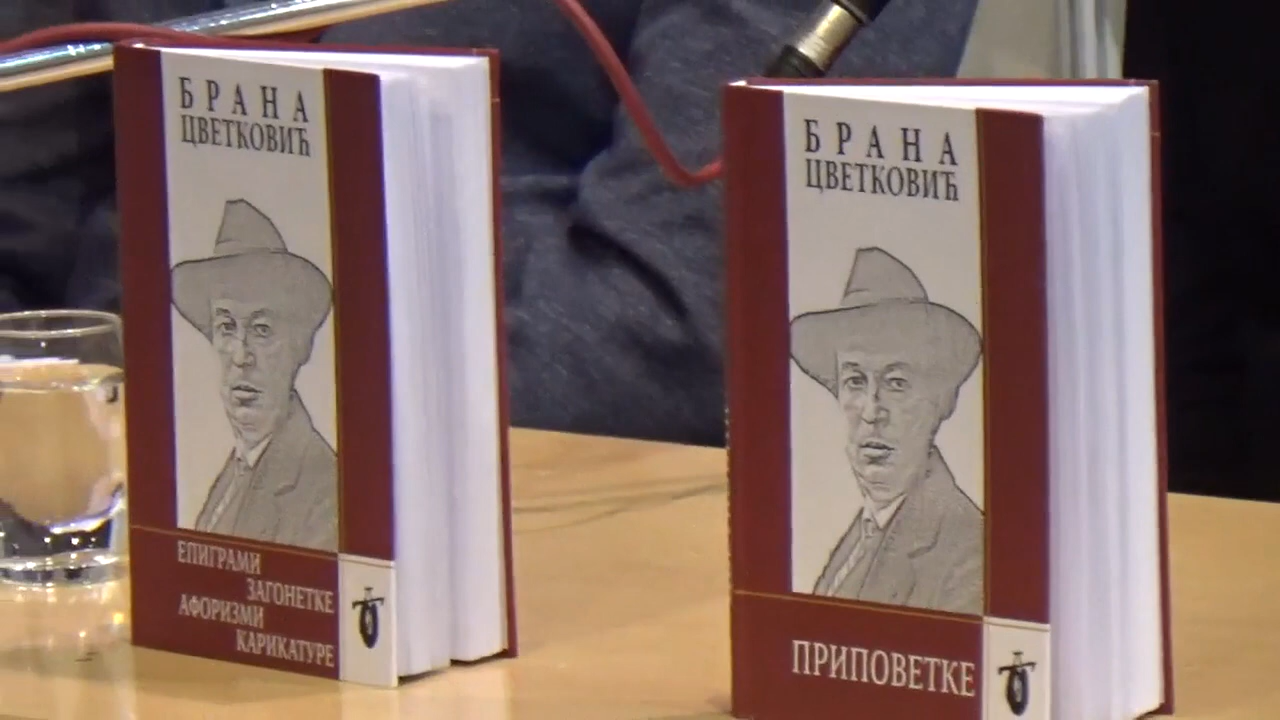 БРАНА
ЦВЕТКОВИЋ
ЕПИГРАМИ
ЗАГОНЕТКЕ
АФОРИЗМИ
КАРИКАТУРЕ
БРАНА
ЦВЕТКОВИЋ
ПРИПОВЕТКЕ